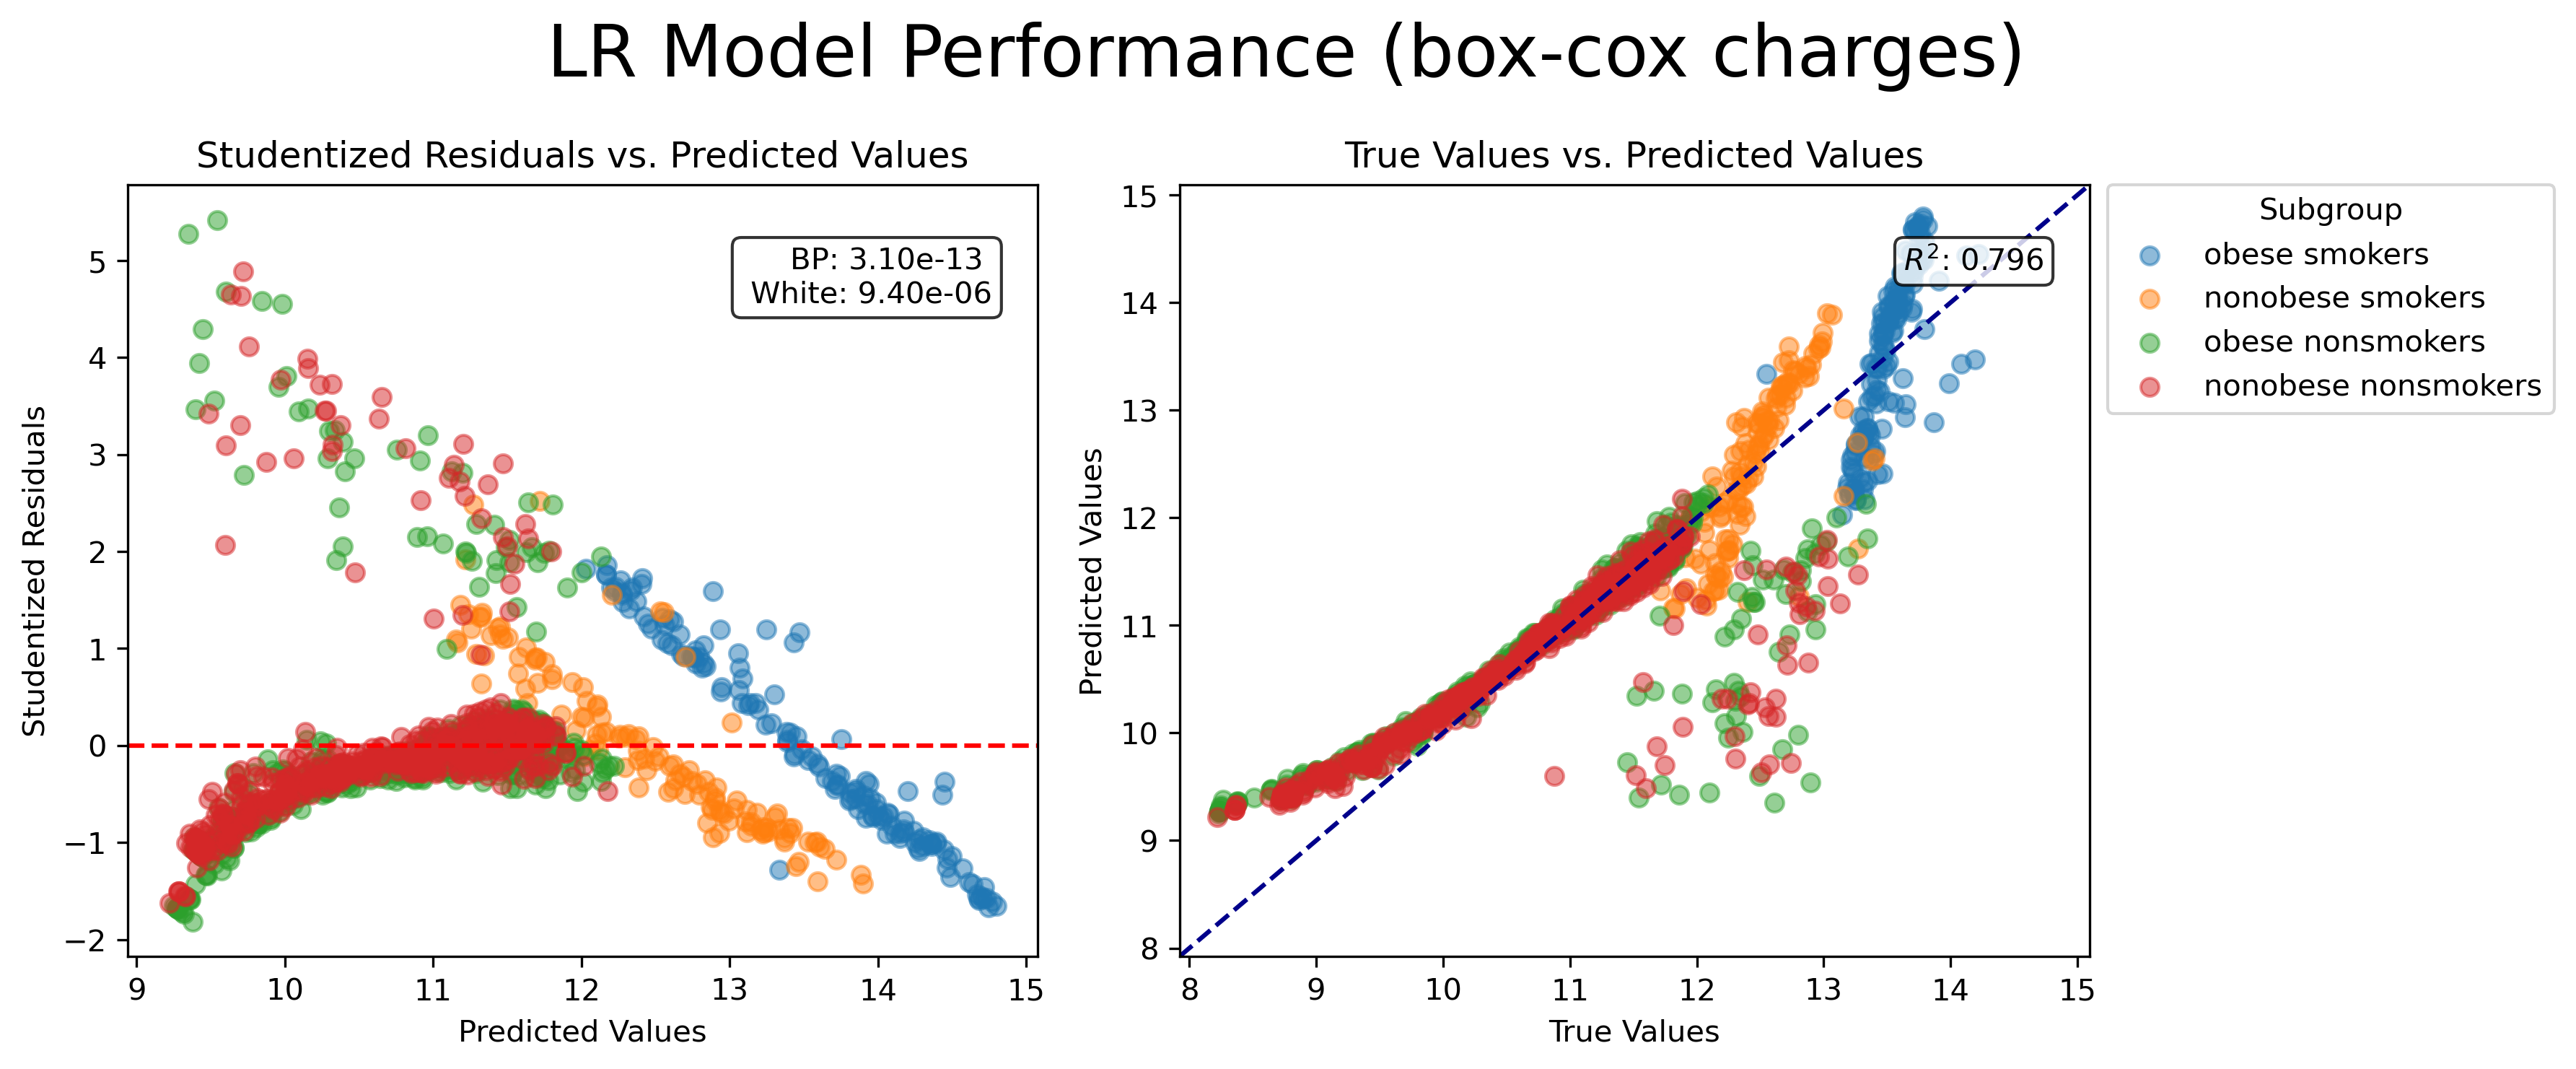 LR Model Performance (box-cox charges)
Studentized Residuals vs. Predicted Values
Studentized Residuals
5
4
3
2
1
0
−1
−2
BP: 3.10e-13
White: 9.40e-06
9 10 11 12 13 14 15
Predicted Values
True Values vs. Predicted Values
Predicted Values
15
14
13
12
11
10
9
8
R²: 0.796
8 9 10 11 12 13 14 15
True Values
Subgroup
obese smokers
nonobese smokers
obese nonsmokers
nonobese nonsmokers